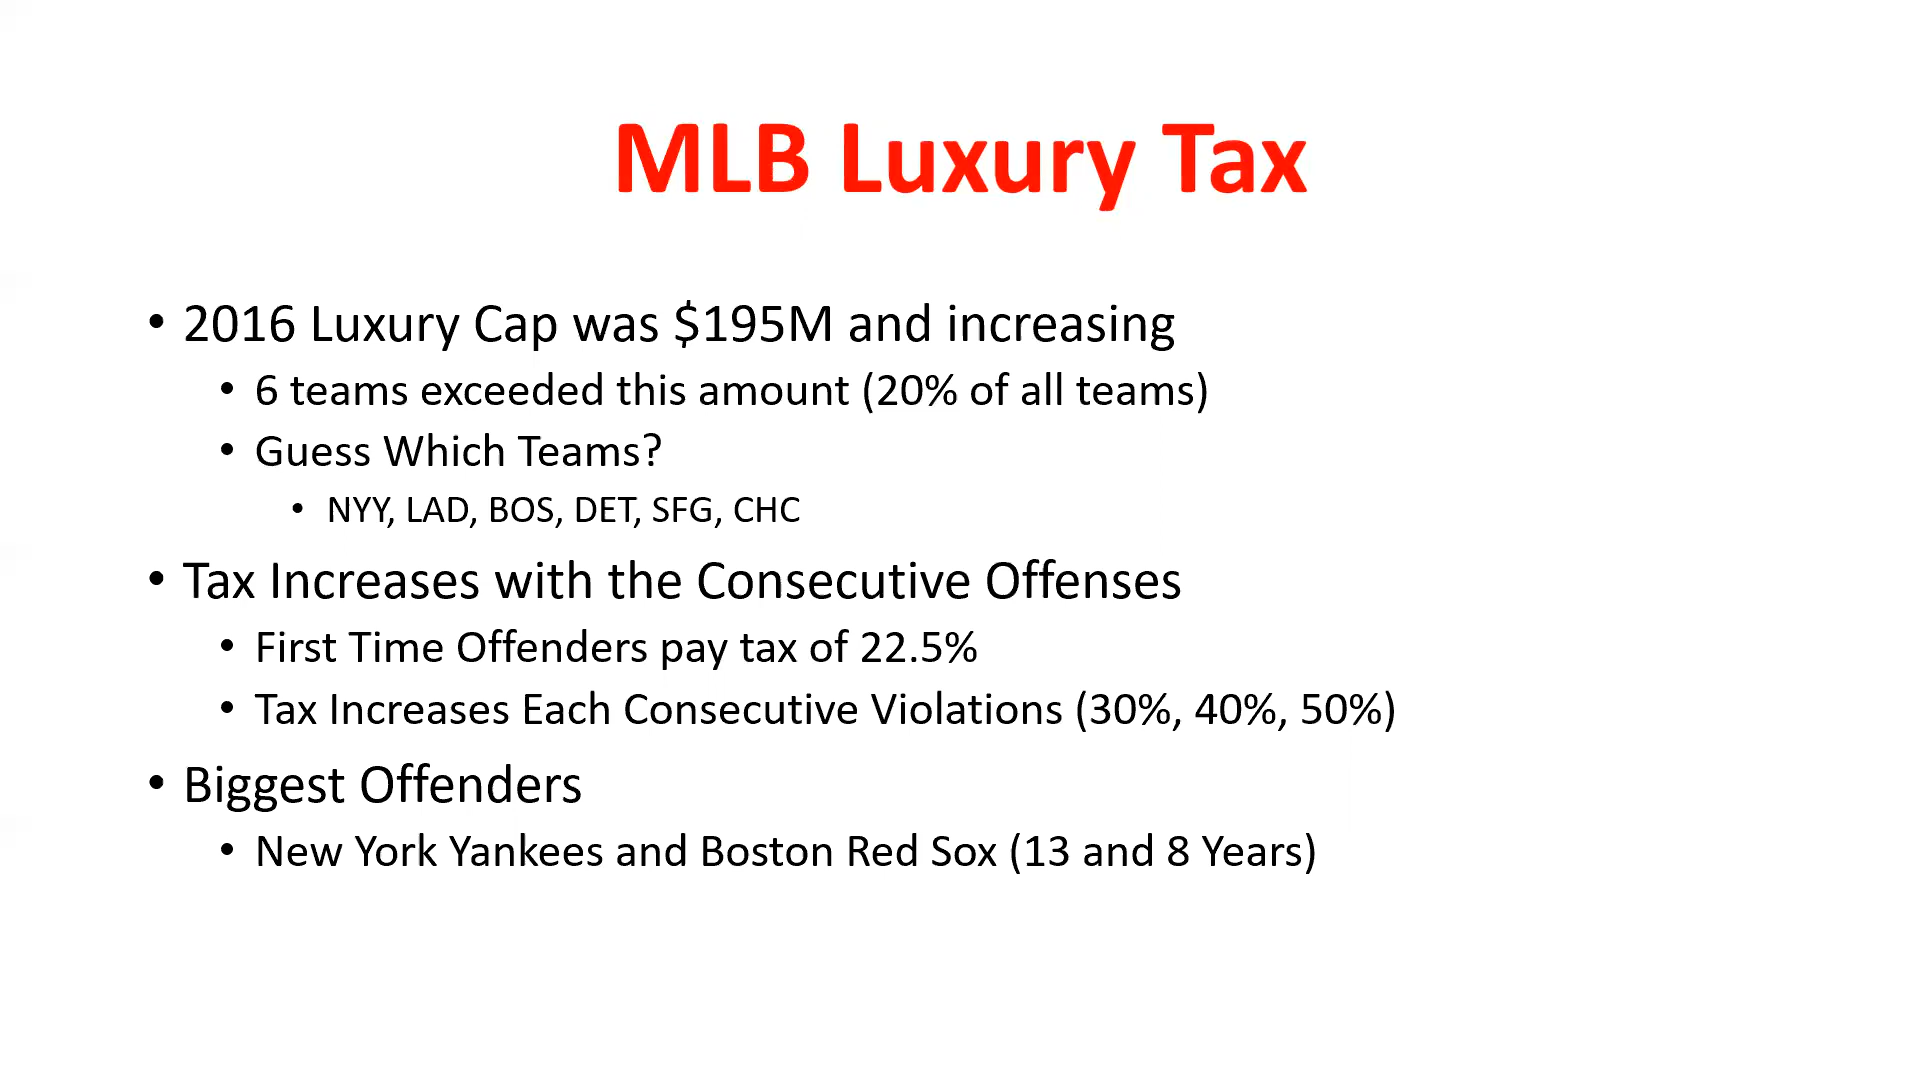 MLB Luxury Tax
• 2016 Luxury Cap was $195M and increasing
• 6 teams exceeded this amount (20% of all teams)
• Guess Which Teams?
• NYY, LAD, BOS, DET, SFG, CHC
• Tax Increases with the Consecutive Offenses
• First Time Offenders pay tax of 22.5%
• Tax Increases Each Consecutive Violations (30%, 40%, 50%)
• Biggest Offenders
• New York Yankees and Boston Red Sox (13 and 8 Years)